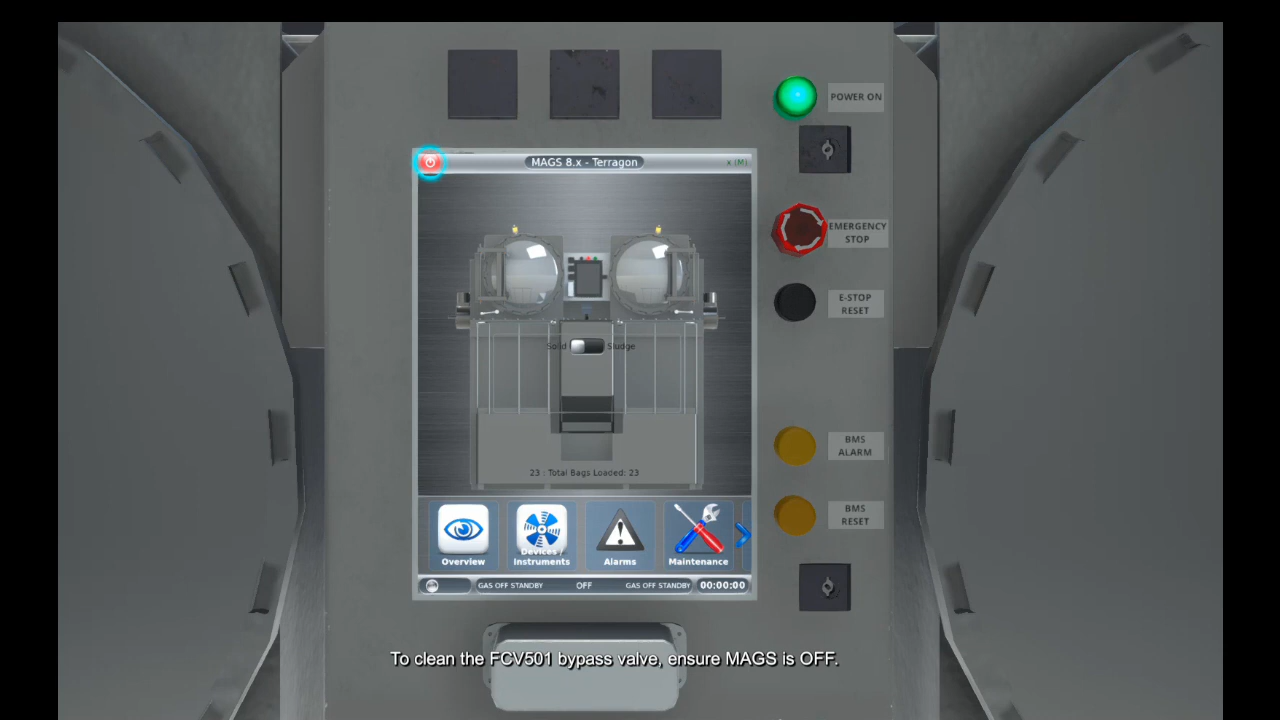 POWER ON
MAGS 8.x - Terragon
x (M)
EMERGENCY
STOP
E-STOP
RESET
Solid
Sludge
BMS
ALARM
23 : Total Bags Loaded: 23
BMS
RESET
Overview
Devices /
Instruments
Alarms
Maintenance
GAS OFF STANDBY
OFF
GAS OFF STANDBY
00:00:00
To clean the FCV501 bypass valve, ensure MAGS is OFF.